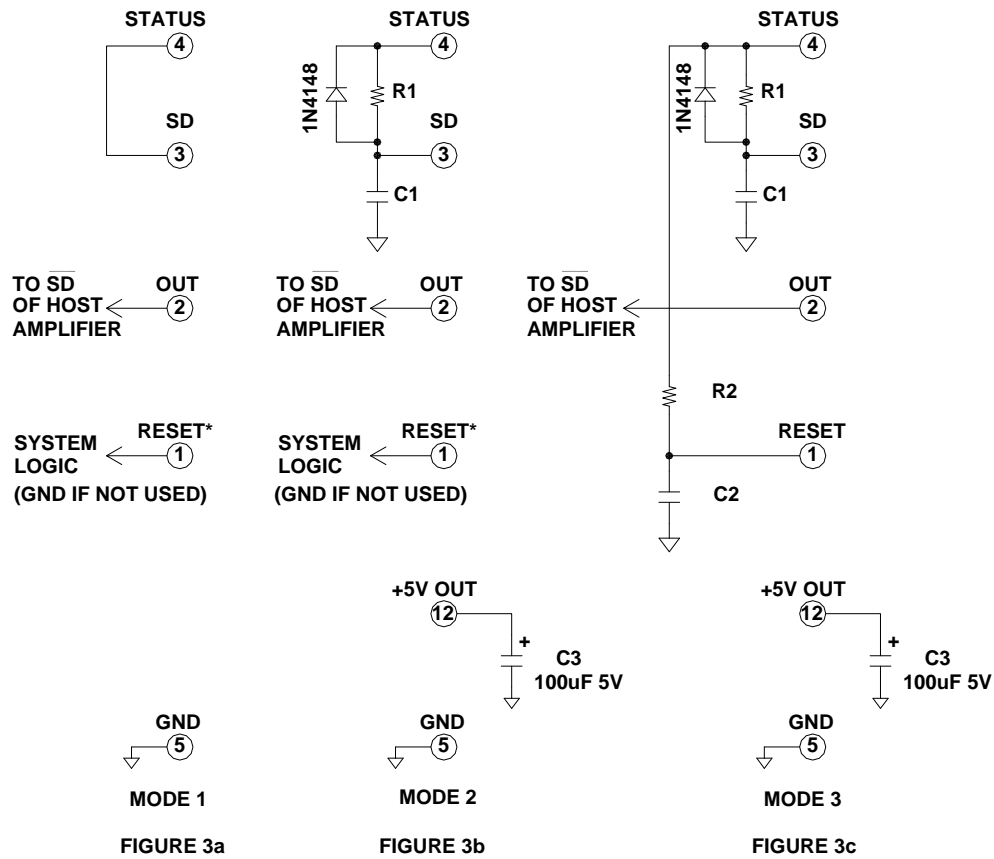 STATUS
4
SD
3
TO SD
OF HOST
AMPLIFIER
OUT
2
SYSTEM
LOGIC
(GND IF NOT USED)
RESET*
1
GND
5
MODE 1
FIGURE 3a
STATUS
4
1N4148
R1
SD
3
C1
TO SD
OF HOST
AMPLIFIER
OUT
2
SYSTEM
LOGIC
(GND IF NOT USED)
RESET*
1
+5V OUT
12
+
C3
100uF 5V
GND
5
MODE 2
FIGURE 3b
STATUS
4
1N4148
R1
SD
3
C1
TO SD
OF HOST
AMPLIFIER
OUT
2
R2
RESET
1
C2
+5V OUT
12
+
C3
100uF 5V
GND
5
MODE 3
FIGURE 3c